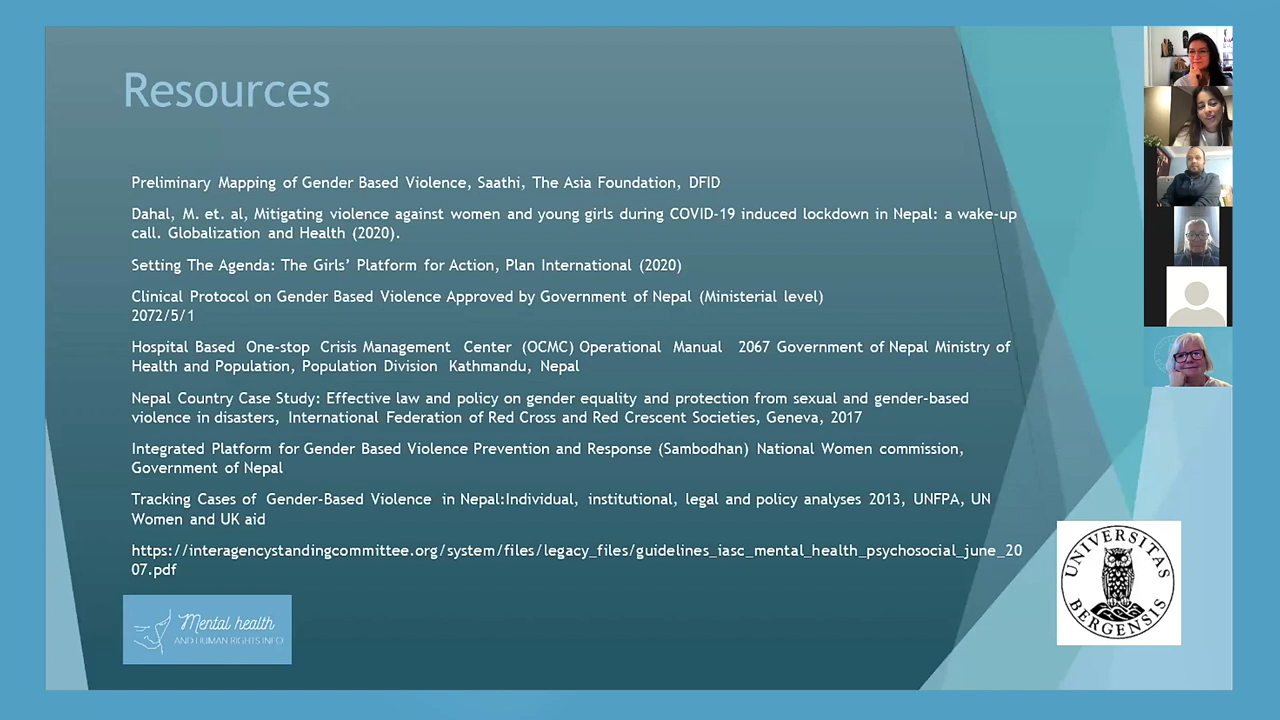 Resources
Preliminary Mapping of Gender Based Violence, Saathi, The Asia Foundation, DFID
Dahal, M. et. al, Mitigating violence against women and young girls during COVID-19 induced lockdown in Nepal: a wake-up
call. Globalization and Health (2020).
Setting The Agenda: The Girls’ Platform for Action, Plan International (2020)
Clinical Protocol on Gender Based Violence Approved by Government of Nepal (Ministerial level)
2072/5/1
Hospital Based One-stop Crisis Management Center (OCMC) Operational Manual 2067 Government of Nepal Ministry of
Health and Population, Population Division Kathmandu, Nepal
Nepal Country Case Study: Effective law and policy on gender equality and protection from sexual and gender-based
violence in disasters, International Federation of Red Cross and Red Crescent Societies, Geneva, 2017
Integrated Platform for Gender Based Violence Prevention and Response (Sambodhan) National Women commission,
Government of Nepal
Tracking Cases of Gender-Based Violence in Nepal:Individual, institutional, legal and policy analyses 2013, UNFPA, UN
Women and UK aid
https://interagencystandingcommittee.org/system/files/legacy_files/guidelines_iasc_mental_health_psychosocial_june_20
07.pdf
Mental health
AND HUMAN RIGHTS INFO
UNIVERSITAS
BERGENSIS